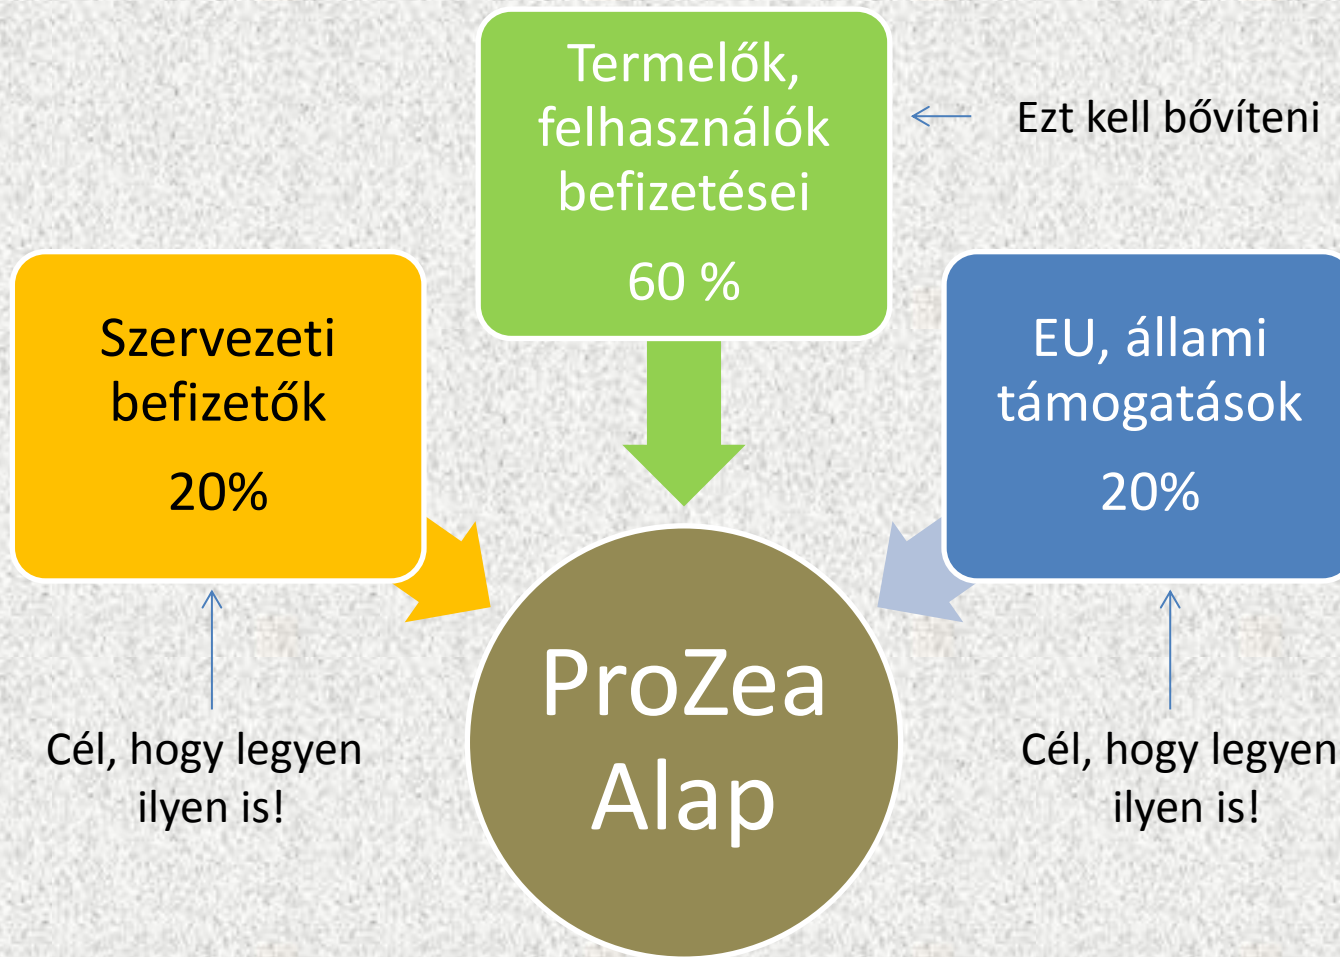 Termelők,
felhasználók
befizetései
60 %
Ezt kell bővíteni
Szervezeti
befizetők
20%
EU, állami
támogatások
20%
ProZea
Alap
Cél, hogy legyen
ilyen is!
Cél, hogy legyen
ilyen is!